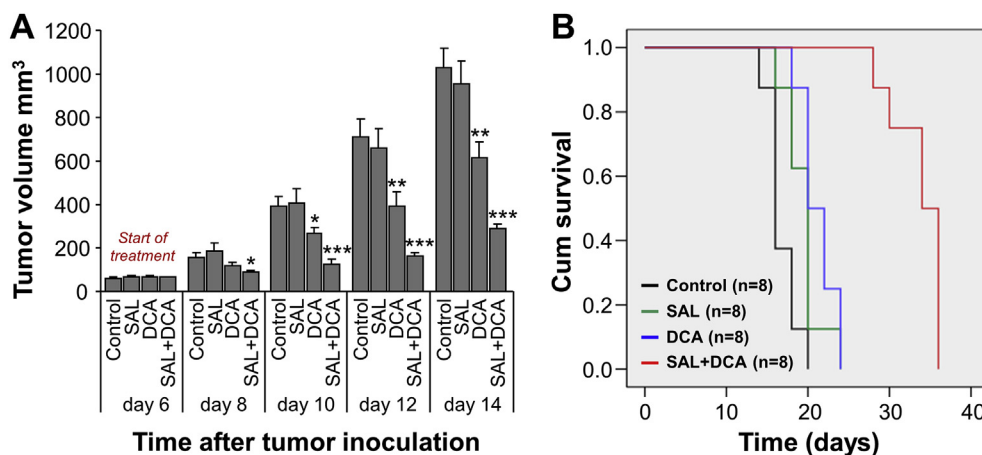 A
Tumor volume mm³
1200
1000
800
600
400
200
0
Start of
treatment
*
*
***
**
***
**
***
Control
SAL
DCA
SAL+DCA
Control
SAL
DCA
SAL+DCA
Control
SAL
DCA
SAL+DCA
Control
SAL
DCA
SAL+DCA
Control
SAL
DCA
SAL+DCA
day 6
day 8
day 10
day 12
day 14
Time after tumor inoculation
B
Cum survival
1.0
0.8
0.6
0.4
0.2
0.0
Control (n=8)
SAL (n=8)
DCA (n=8)
SAL+DCA (n=8)
0
10
20
30
40
Time (days)